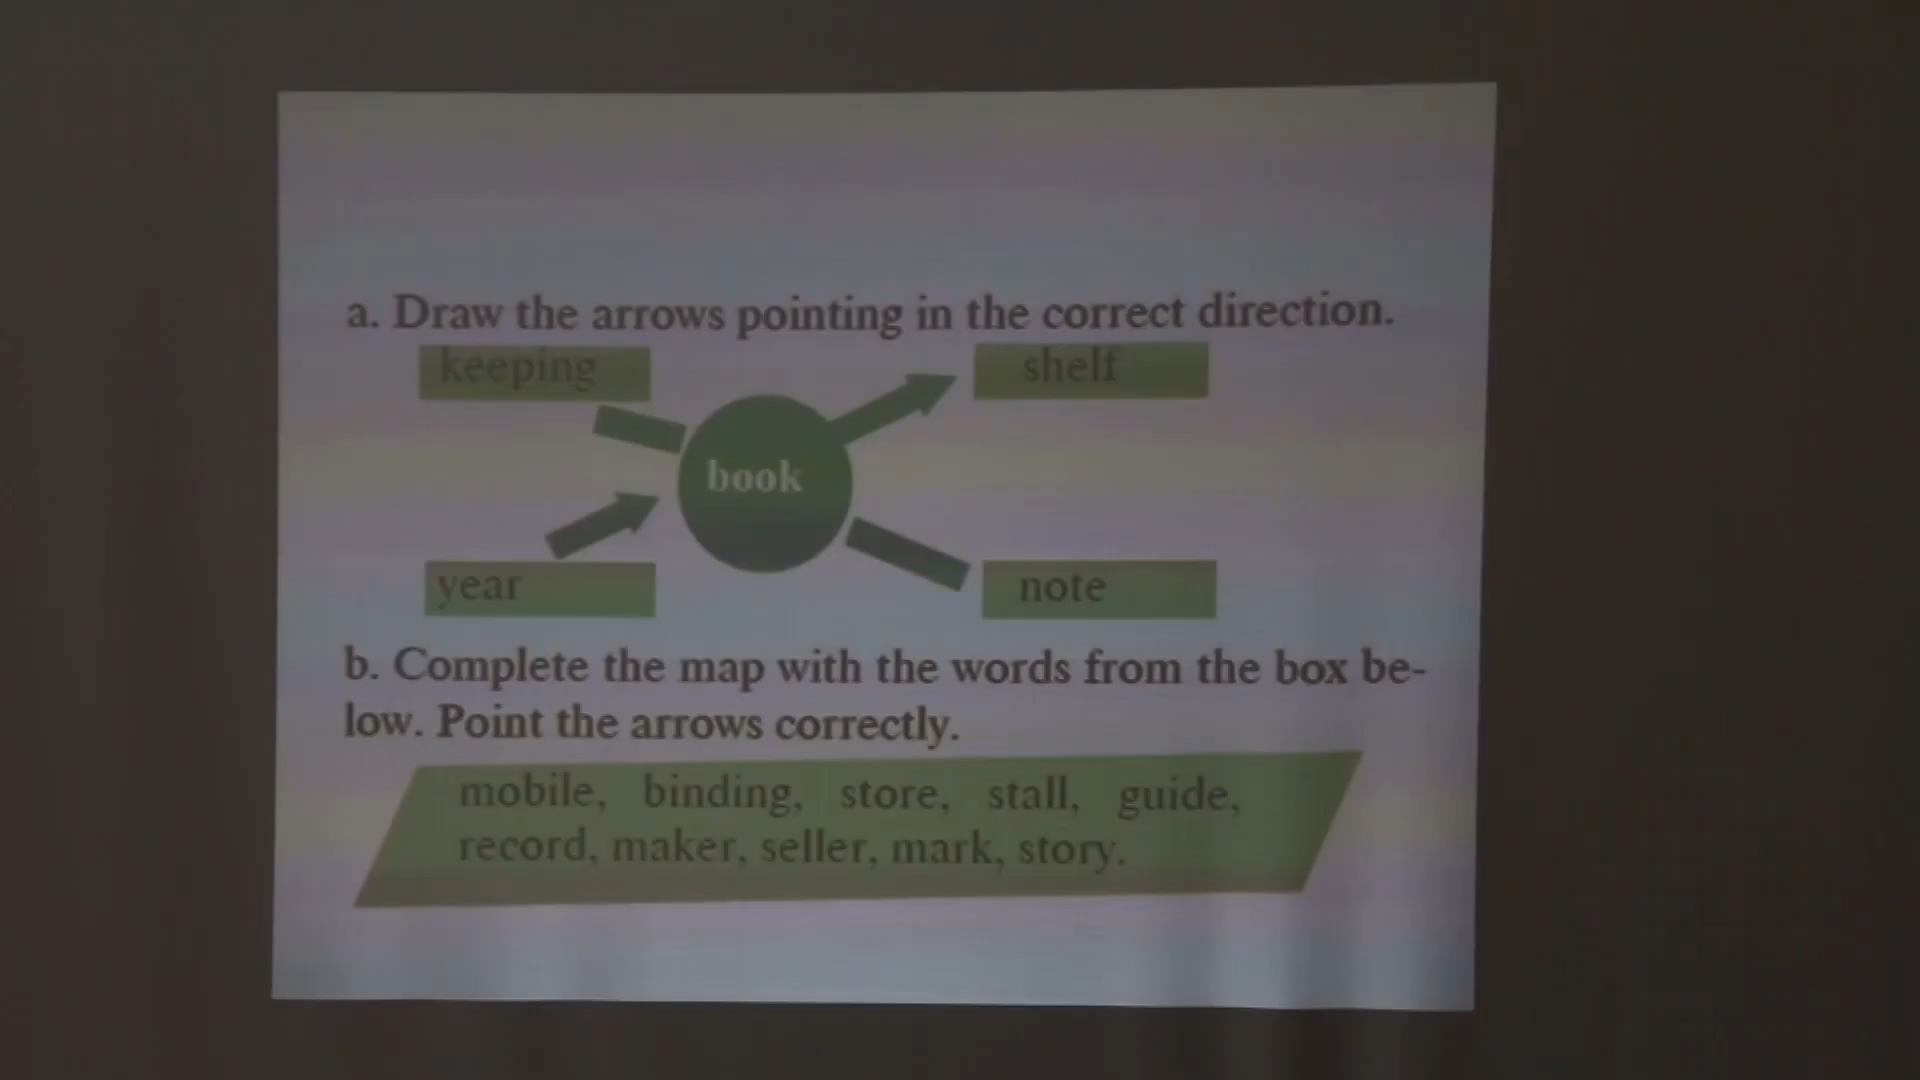 a. Draw the arrows pointing in the correct direction.
keeping
shelf
book
year
note
b. Complete the map with the words from the box be-
low. Point the arrows correctly.
mobile, binding, store, stall, guide,
record, maker, seller, mark, story.